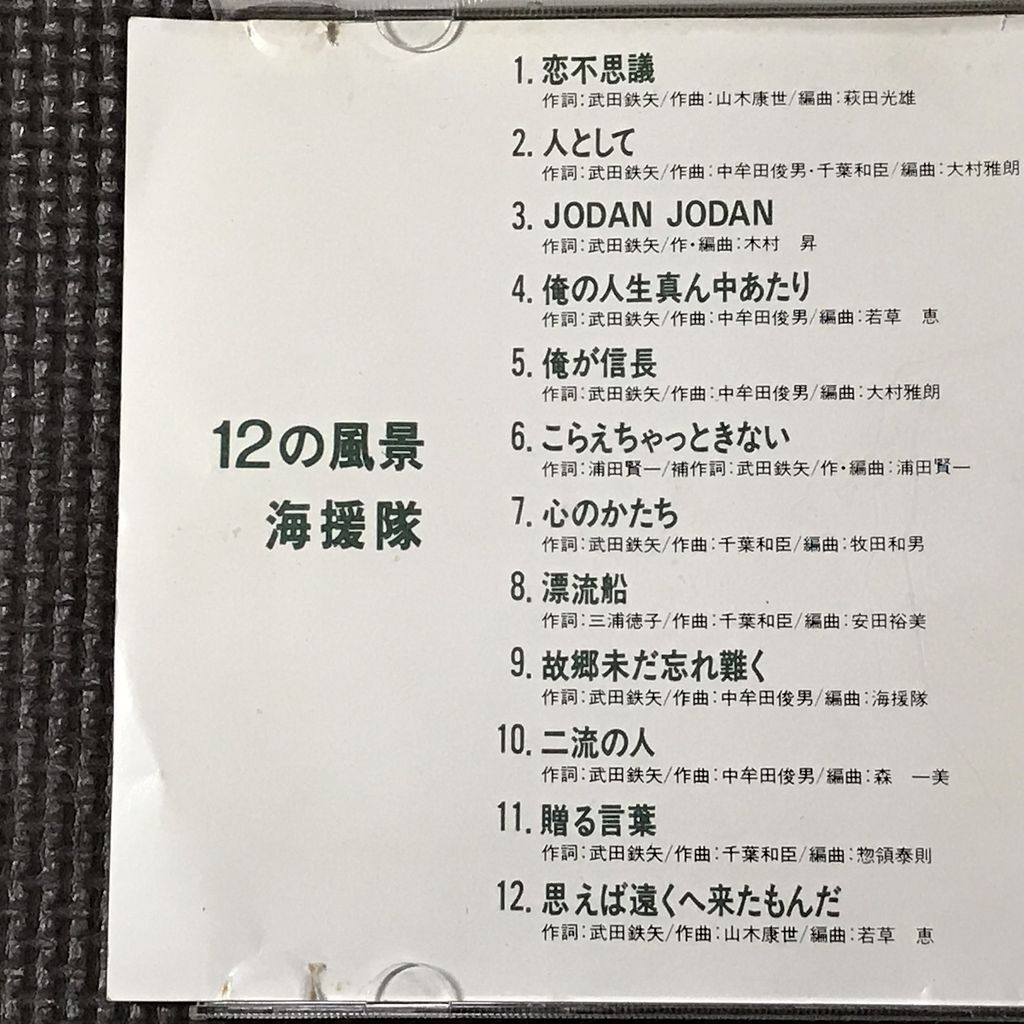 12の風景
海援隊
1. 恋不思議
作詞:武田鉄矢/作曲:山木康世/編曲:萩田光雄
2. 人として
作詞:武田鉄矢/作曲:中牟田俊男・千葉和臣/編曲:大村雅朗
3. JODAN JODAN
作詞:武田鉄矢/作・編曲:木村　昇
4. 俺の人生真ん中あたり
作詞:武田鉄矢/作曲:中牟田俊男/編曲:若草　恵
5. 俺が信長
作詞:武田鉄矢/作曲:中牟田俊男/編曲:大村雅朗
6. こらえちゃっときない
作詞:浦田賢一/補作詞:武田鉄矢/作・編曲:浦田賢一
7. 心のかたち
作詞:武田鉄矢/作曲:千葉和臣/編曲:牧田和男
8. 漂流船
作詞:三浦徳子/作曲:千葉和臣/編曲:安田裕美
9. 故郷未だ忘れ難く
作詞:武田鉄矢/作曲:中牟田俊男/編曲:海援隊
10. 二流の人
作詞:武田鉄矢/作曲:中牟田俊男/編曲:森　一美
11. 贈る言葉
作詞:武田鉄矢/作曲:千葉和臣/編曲:惣領泰則
12. 思えば遠くへ来たもんだ
作詞:武田鉄矢/作曲:山木康世/編曲:若草　恵